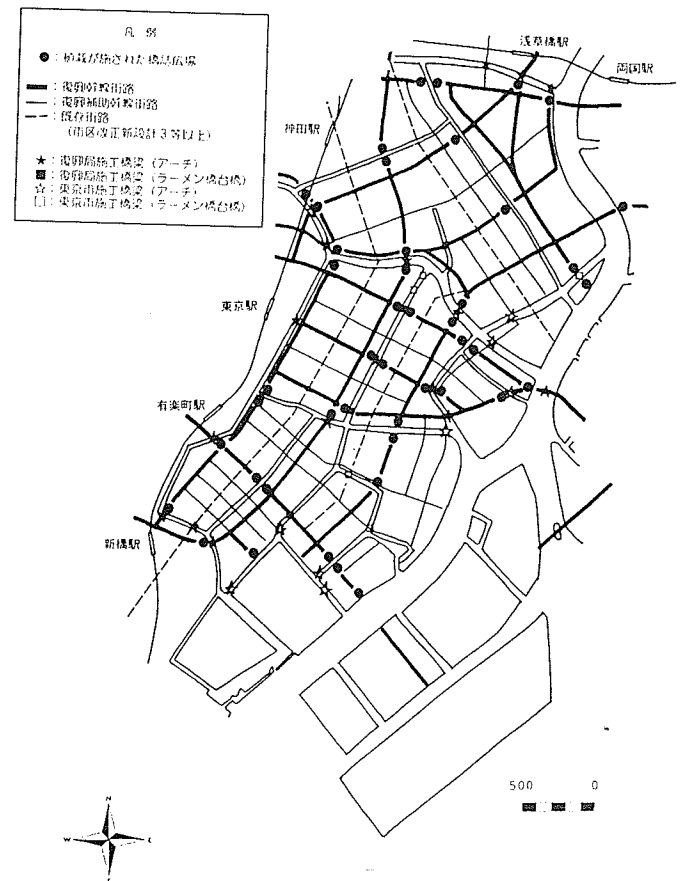 凡 例
● : 植栽が施された橋詰広場
: 復興幹線街路
: 復興補助幹線街路
: 既存街路
(市区改正新設計3等以上)
★ : 復興局施工橋梁 (アーチ)
■ : 復興局施工橋梁 (ラーメン橋台橋)
☆ : 東京市施工橋梁 (アーチ)
□ : 東京市施工橋梁 (ラーメン橋台橋)
浅草橋駅
両国駅
神田駅
東京駅
有楽町駅
新橋駅
500 0
N
W E